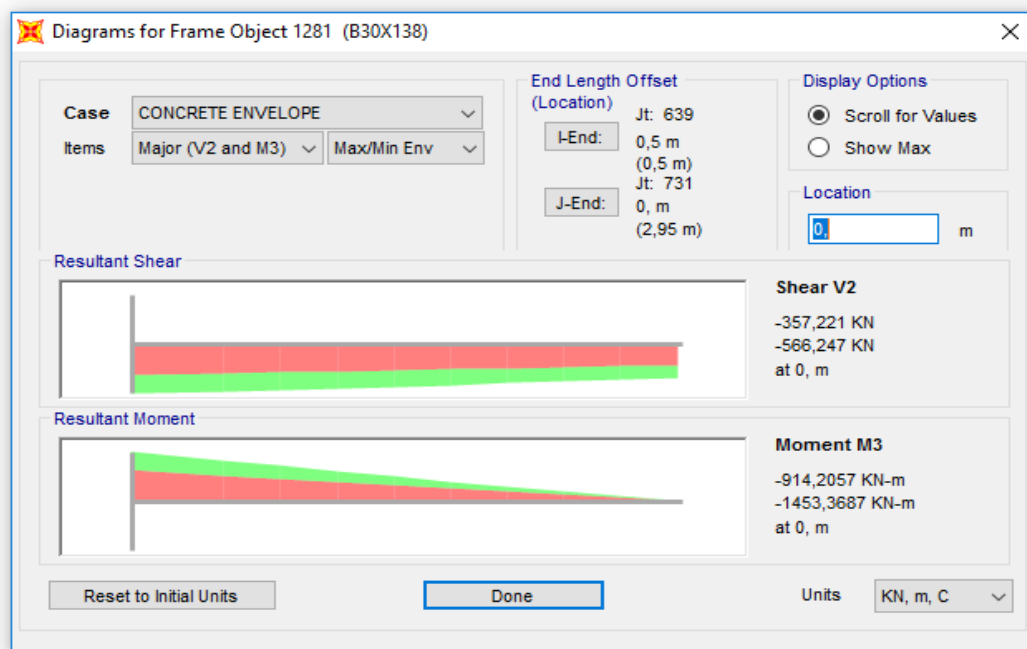 Diagrams for Frame Object 1281 (B30X138)
Case CONCRETE ENVELOPE
Items Major (V2 and M3) Max/Min Env
End Length Offset
(Location)
Jt: 639
I-End: 0,5 m
(0,5 m)
Jt: 731
J-End: 0, m
(2,95 m)
Display Options
Scroll for Values
Show Max
Location
0, m
Resultant Shear
Shear V2
-357,221 KN
-566,247 KN
at 0, m
Resultant Moment
Moment M3
-914,2057 KN-m
-1453,3687 KN-m
at 0, m
Reset to Initial Units
Done
Units KN, m, C